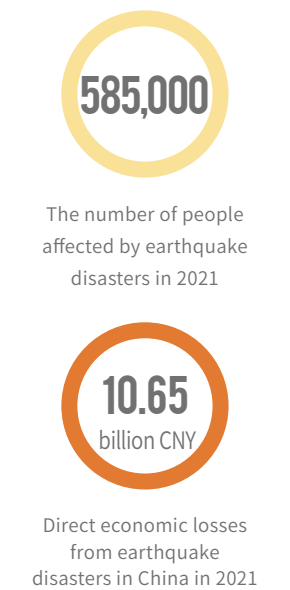 585,000
The number of people
affected by earthquake
disasters in 2021
10.65
billion CNY
Direct economic losses
from earthquake
disasters in China in 2021